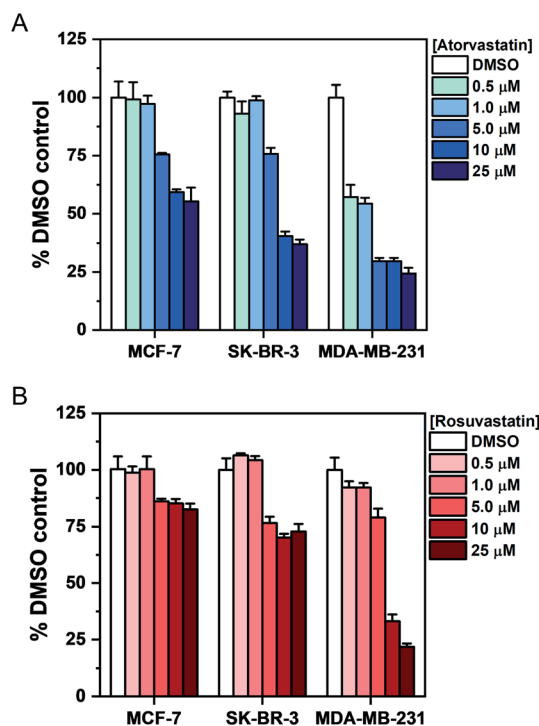 A
% DMSO control
125
100
75
50
25
0
MCF-7 SK-BR-3 MDA-MB-231
[Atorvastatin]
DMSO
0.5 μM
1.0 μM
5.0 μM
10 μM
25 μM
B
% DMSO control
125
100
75
50
25
0
MCF-7 SK-BR-3 MDA-MB-231
[Rosuvastatin]
DMSO
0.5 μM
1.0 μM
5.0 μM
10 μM
25 μM